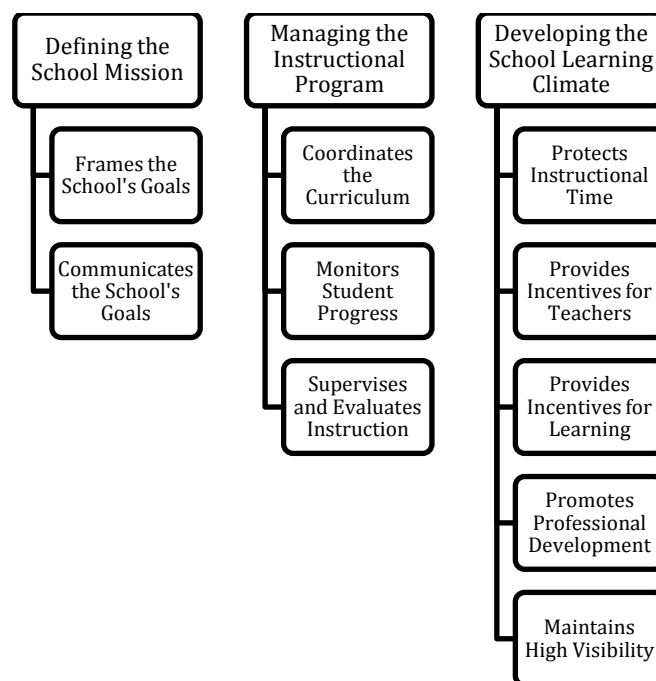 Defining the
School Mission
Frames the
School's Goals
Communicates
the School's
Goals
Managing the
Instructional
Program
Coordinates
the
Curriculum
Monitors
Student
Progress
Supervises
and Evaluates
Instruction
Developing the
School Learning
Climate
Protects
Instructional
Time
Provides
Incentives for
Teachers
Provides
Incentives for
Learning
Promotes
Professional
Development
Maintains
High Visibility